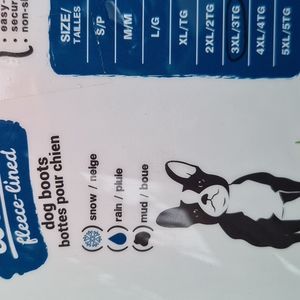 • easy-
• secur
• non-s
SIZE/
TAILLES
S/P
M/M
L/G
XL/TG
2XL/2TG
3XL/3TG
4XL/4TG
5XL/5TG
fleece-lined
dog boots
bottes pour chien
snow / neige
rain / pluie
mud / boue